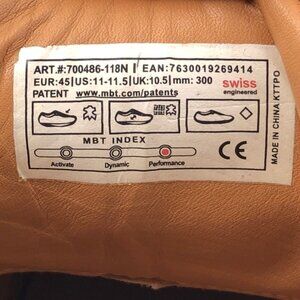 ART.#:700486-118N | EAN:7630019269414
EUR:45|US:11-11.5|UK:10.5|mm: 300
PATENT www.mbt.com/patents
swiss
engineered
MBT INDEX
Activate Dynamic Performance
CE
MADE IN CHINA KTTPO